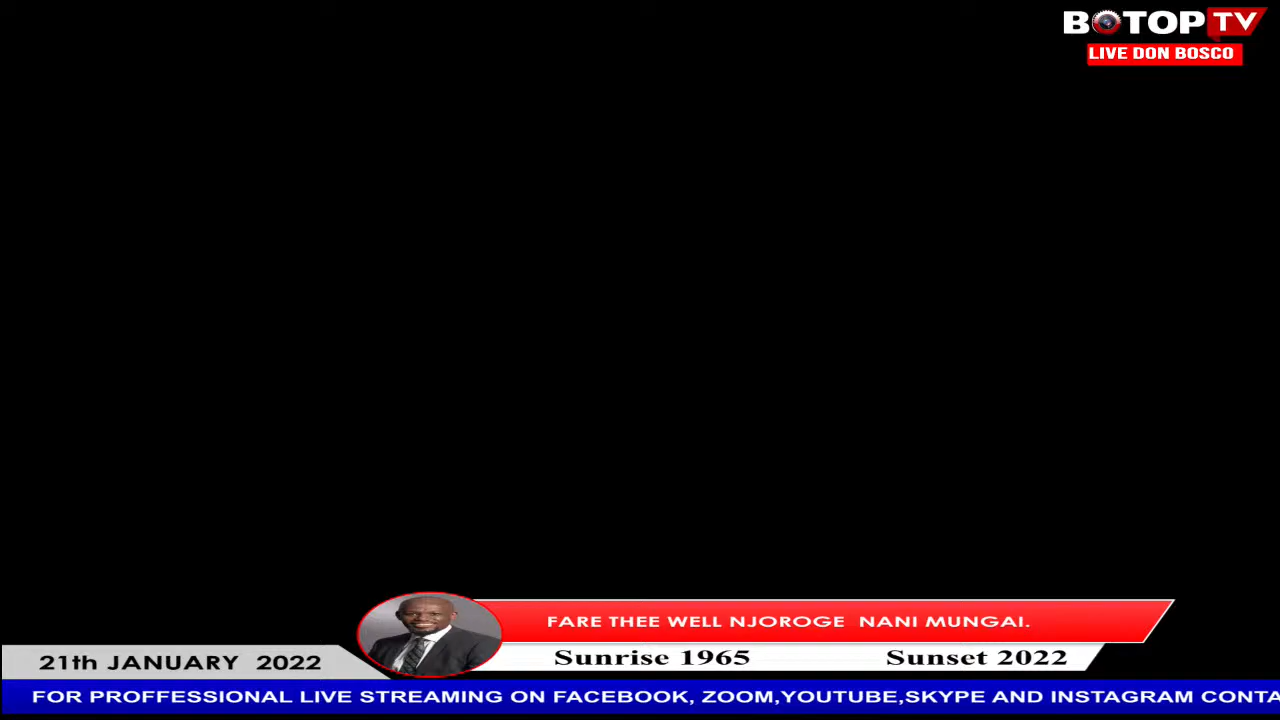 BOTOP TV
LIVE DON BOSCO
FARE THEE WELL NJOROGE NANI MUNGAI.
Sunrise 1965 Sunset 2022
21th JANUARY 2022
FOR PROFFESSIONAL LIVE STREAMING ON FACEBOOK, ZOOM,YOUTUBE,SKYPE AND INSTAGRAM CONTA